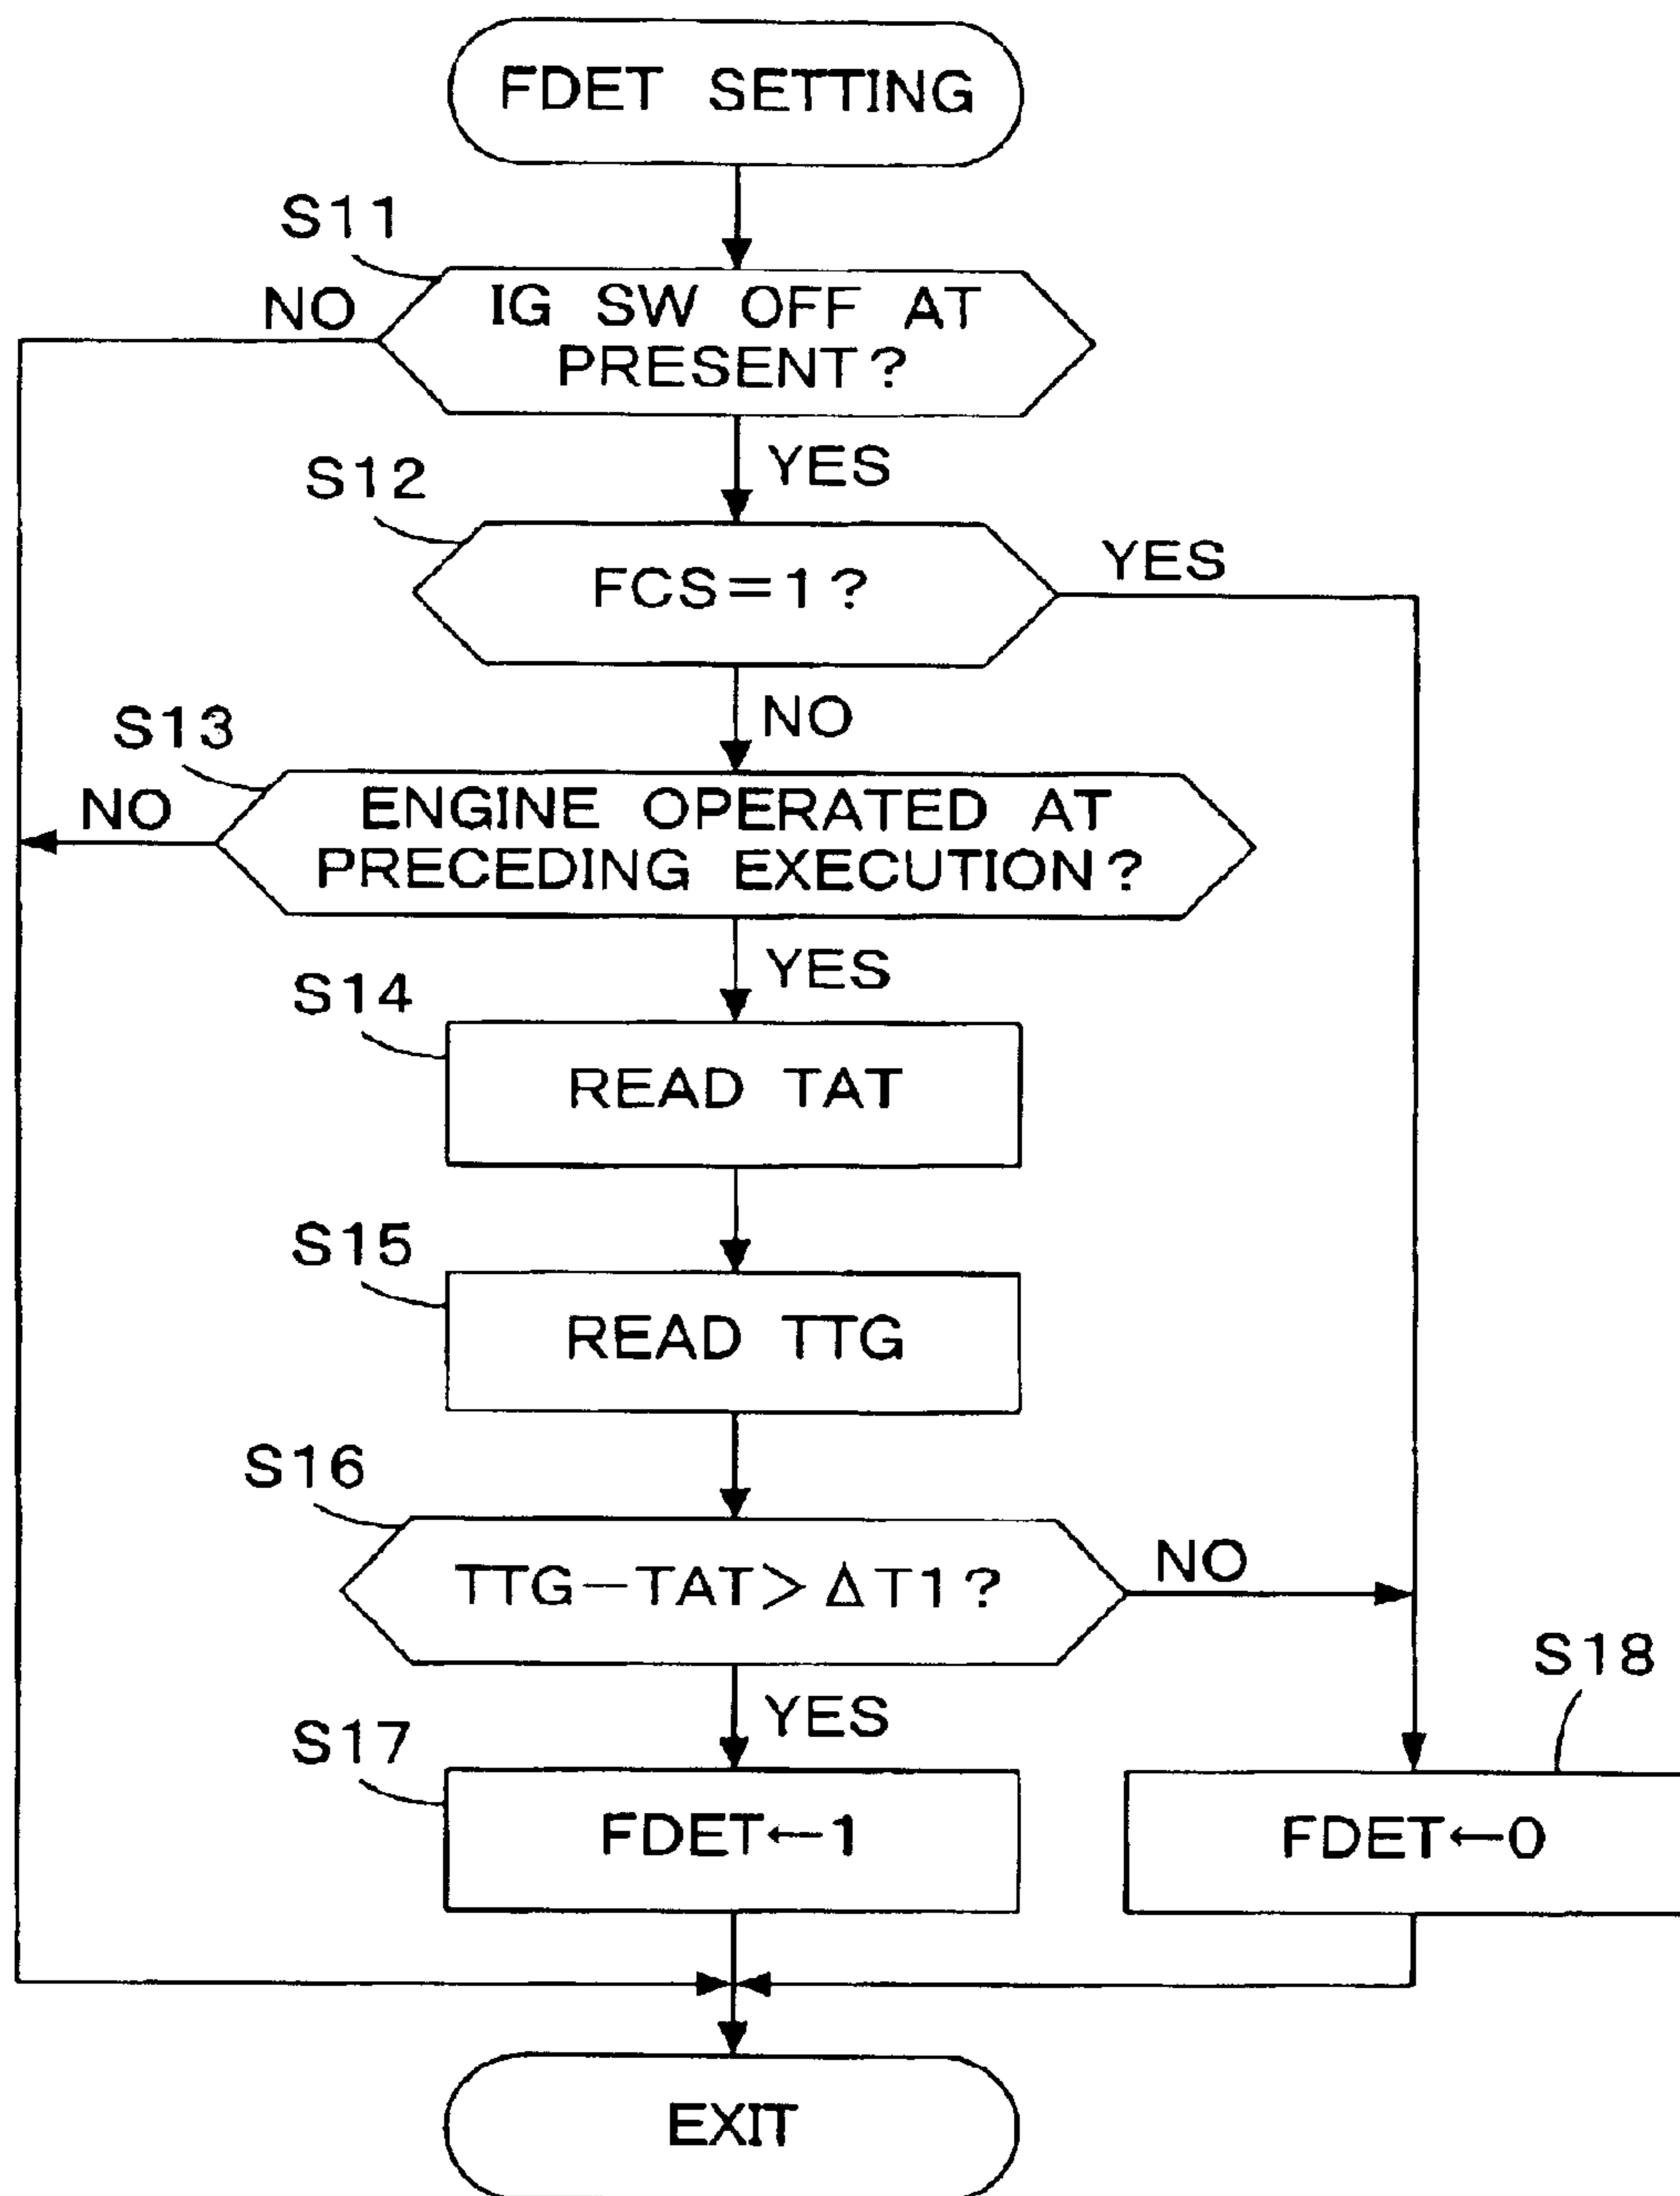 FDET SETTING
S11
NO
IG SW OFF AT
PRESENT?
YES
S12
FCS=1?
YES
NO
S13
NO
ENGINE OPERATED AT
PRECEDING EXECUTION?
YES
S14
READ TAT
S15
READ TTG
S16
TTG-TAT>ΔT1?
NO
YES
S17
FDET←1
S18
FDET←0
EXIT